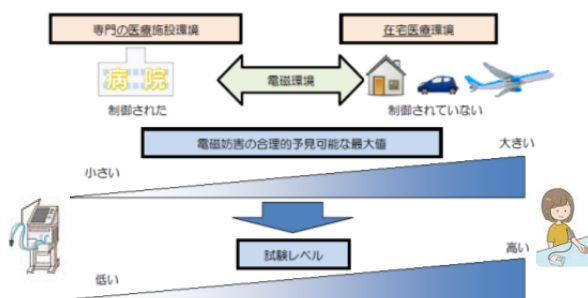 専門の医療施設環境
在宅医療環境
病院
電磁環境
制御された
制御されていない
電磁妨害の合理的予見可能な最大値
小さい
大きい
試験レベル
低い
高い